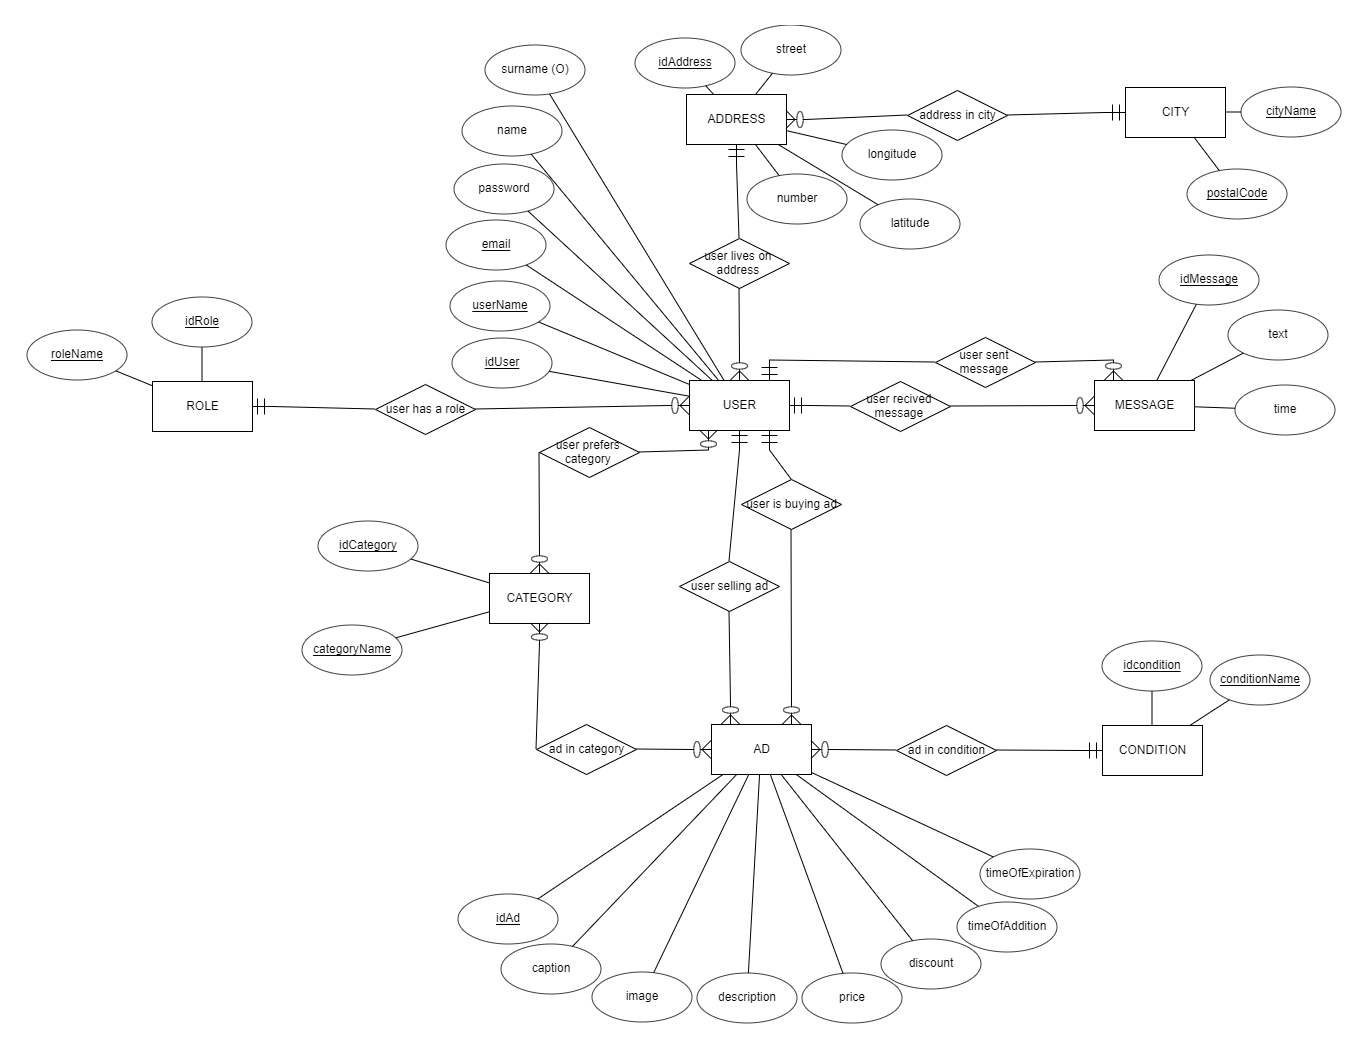 street
idAddress
surname (O)
ADDRESS
address in city
CITY
cityName
name
longitude
password
number
postalCode
latitude
email
user lives on
address
idMessage
userName
idRole
text
roleName
idUser
user sent
message
ROLE
user has a role
USER
user recived
message
MESSAGE
time
user prefers
category
user is buying ad
idCategory
user selling ad
CATEGORY
categoryName
idcondition
conditionName
ad in category
AD
ad in condition
CONDITION
timeOfExpiration
idAd
timeOfAddition
caption
discount
image
description
price